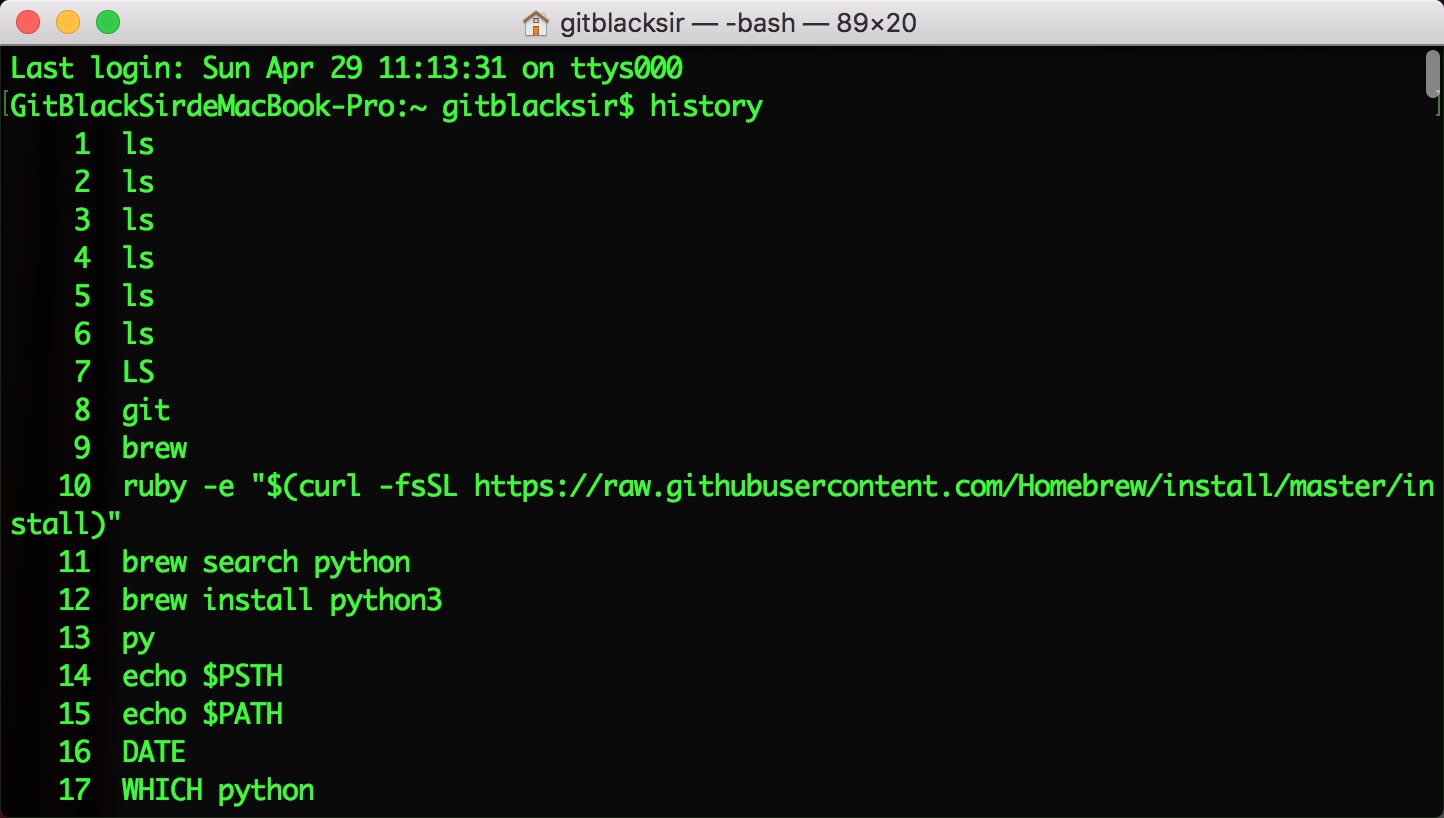 gitblacksir — -bash — 89×20
Last login: Sun Apr 29 11:13:31 on ttys000
[GitBlackSirdeMacBook-Pro:~ gitblacksir$ history ]
1 ls
2 ls
3 ls
4 ls
5 ls
6 ls
7 LS
8 git
9 brew
10 ruby -e "$(curl -fsSL https://raw.githubusercontent.com/Homebrew/install/master/in
stall)"
11 brew search python
12 brew install python3
13 py
14 echo $PSTH
15 echo $PATH
16 DATE
17 WHICH python